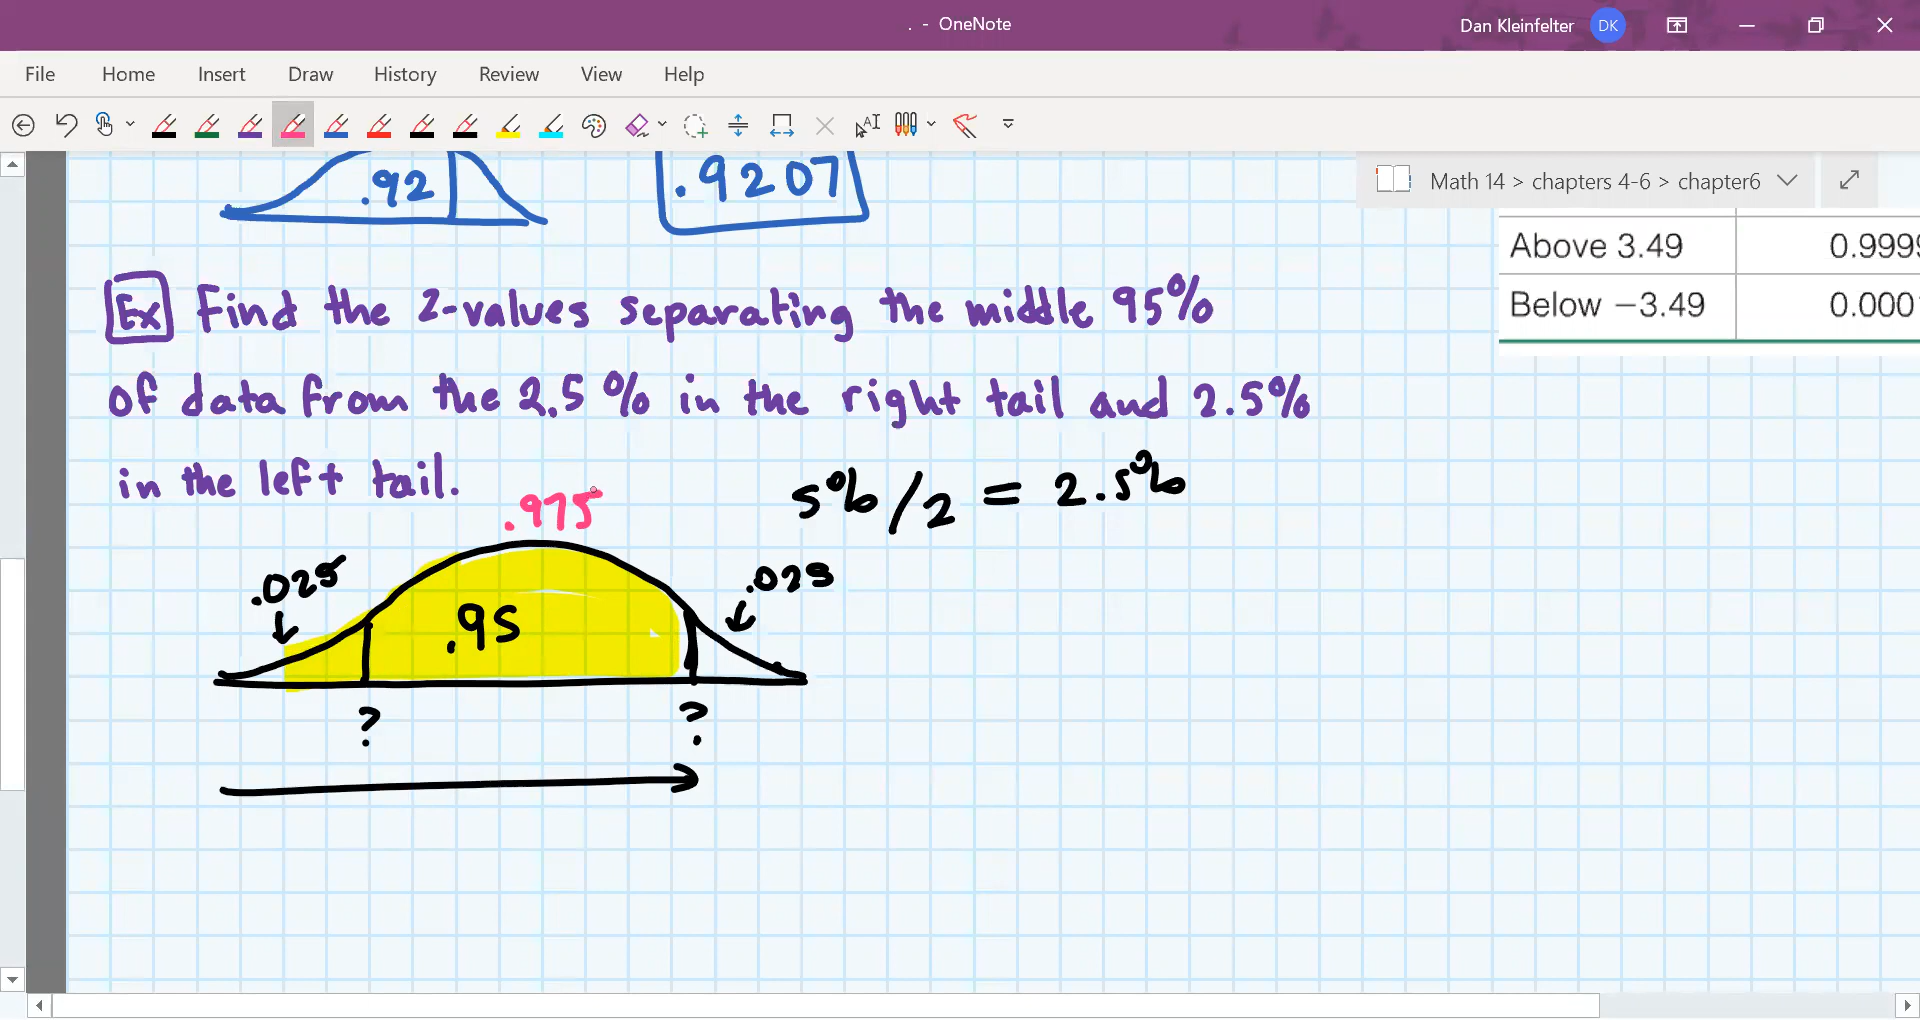 . - OneNote
Dan Kleinfelter DK
File Home Insert Draw History Review View Help
Math 14 > chapters 4-6 > chapter6
.92
.9207
Above 3.49 0.9999
Below −3.49 0.0001
Ex Find the z-values separating the middle 95%
of data from the 2.5% in the right tail and 2.5%
in the left tail.
5%/2 = 2.5%
.975
.025
.025
.95
?
?